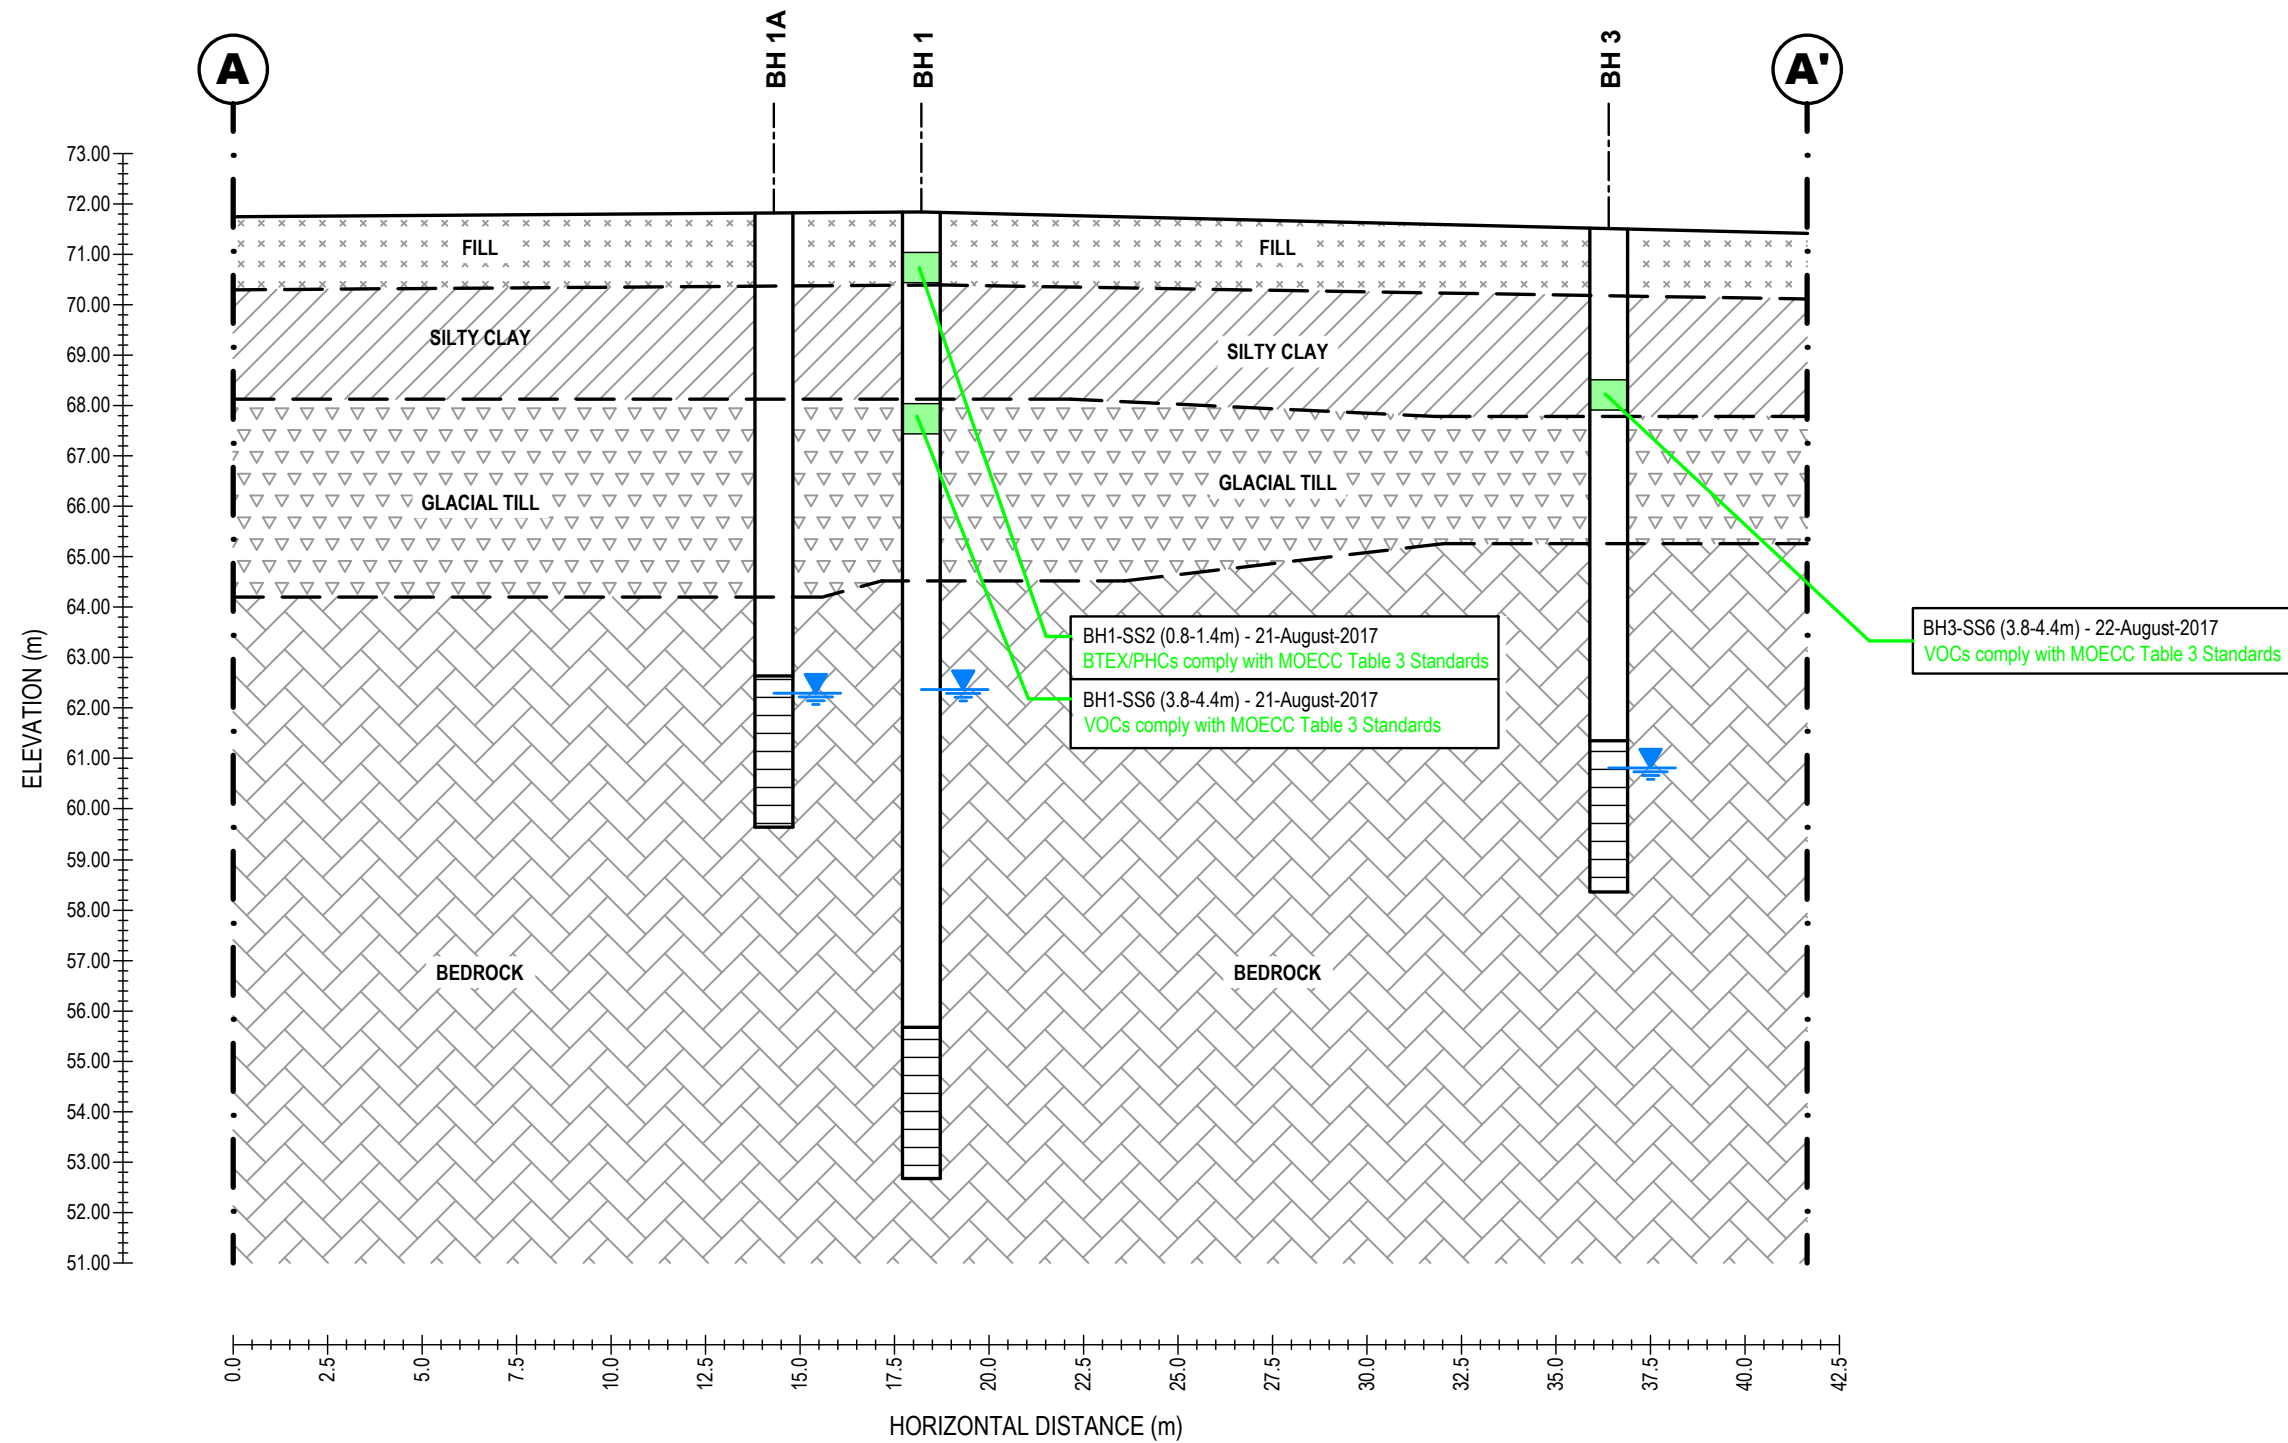 A
BH 1A
BH 1
BH 3
A'
73.00
72.00
71.00
70.00
69.00
68.00
67.00
66.00
65.00
64.00
63.00
62.00
61.00
60.00
59.00
58.00
57.00
56.00
55.00
54.00
53.00
52.00
51.00
ELEVATION (m)
FILL
FILL
SILTY CLAY
SILTY CLAY
GLACIAL TILL
GLACIAL TILL
BH1-SS2 (0.8-1.4m) - 21-August-2017
BTEX/PHCs comply with MOECC Table 3 Standards
BH1-SS6 (3.8-4.4m) - 21-August-2017
VOCs comply with MOECC Table 3 Standards
BH3-SS6 (3.8-4.4m) - 22-August-2017
VOCs comply with MOECC Table 3 Standards
BEDROCK
BEDROCK
0.0
2.5
5.0
7.5
10.0
12.5
15.0
17.5
20.0
22.5
25.0
27.5
30.0
32.5
35.0
37.5
40.0
42.5
HORIZONTAL DISTANCE (m)